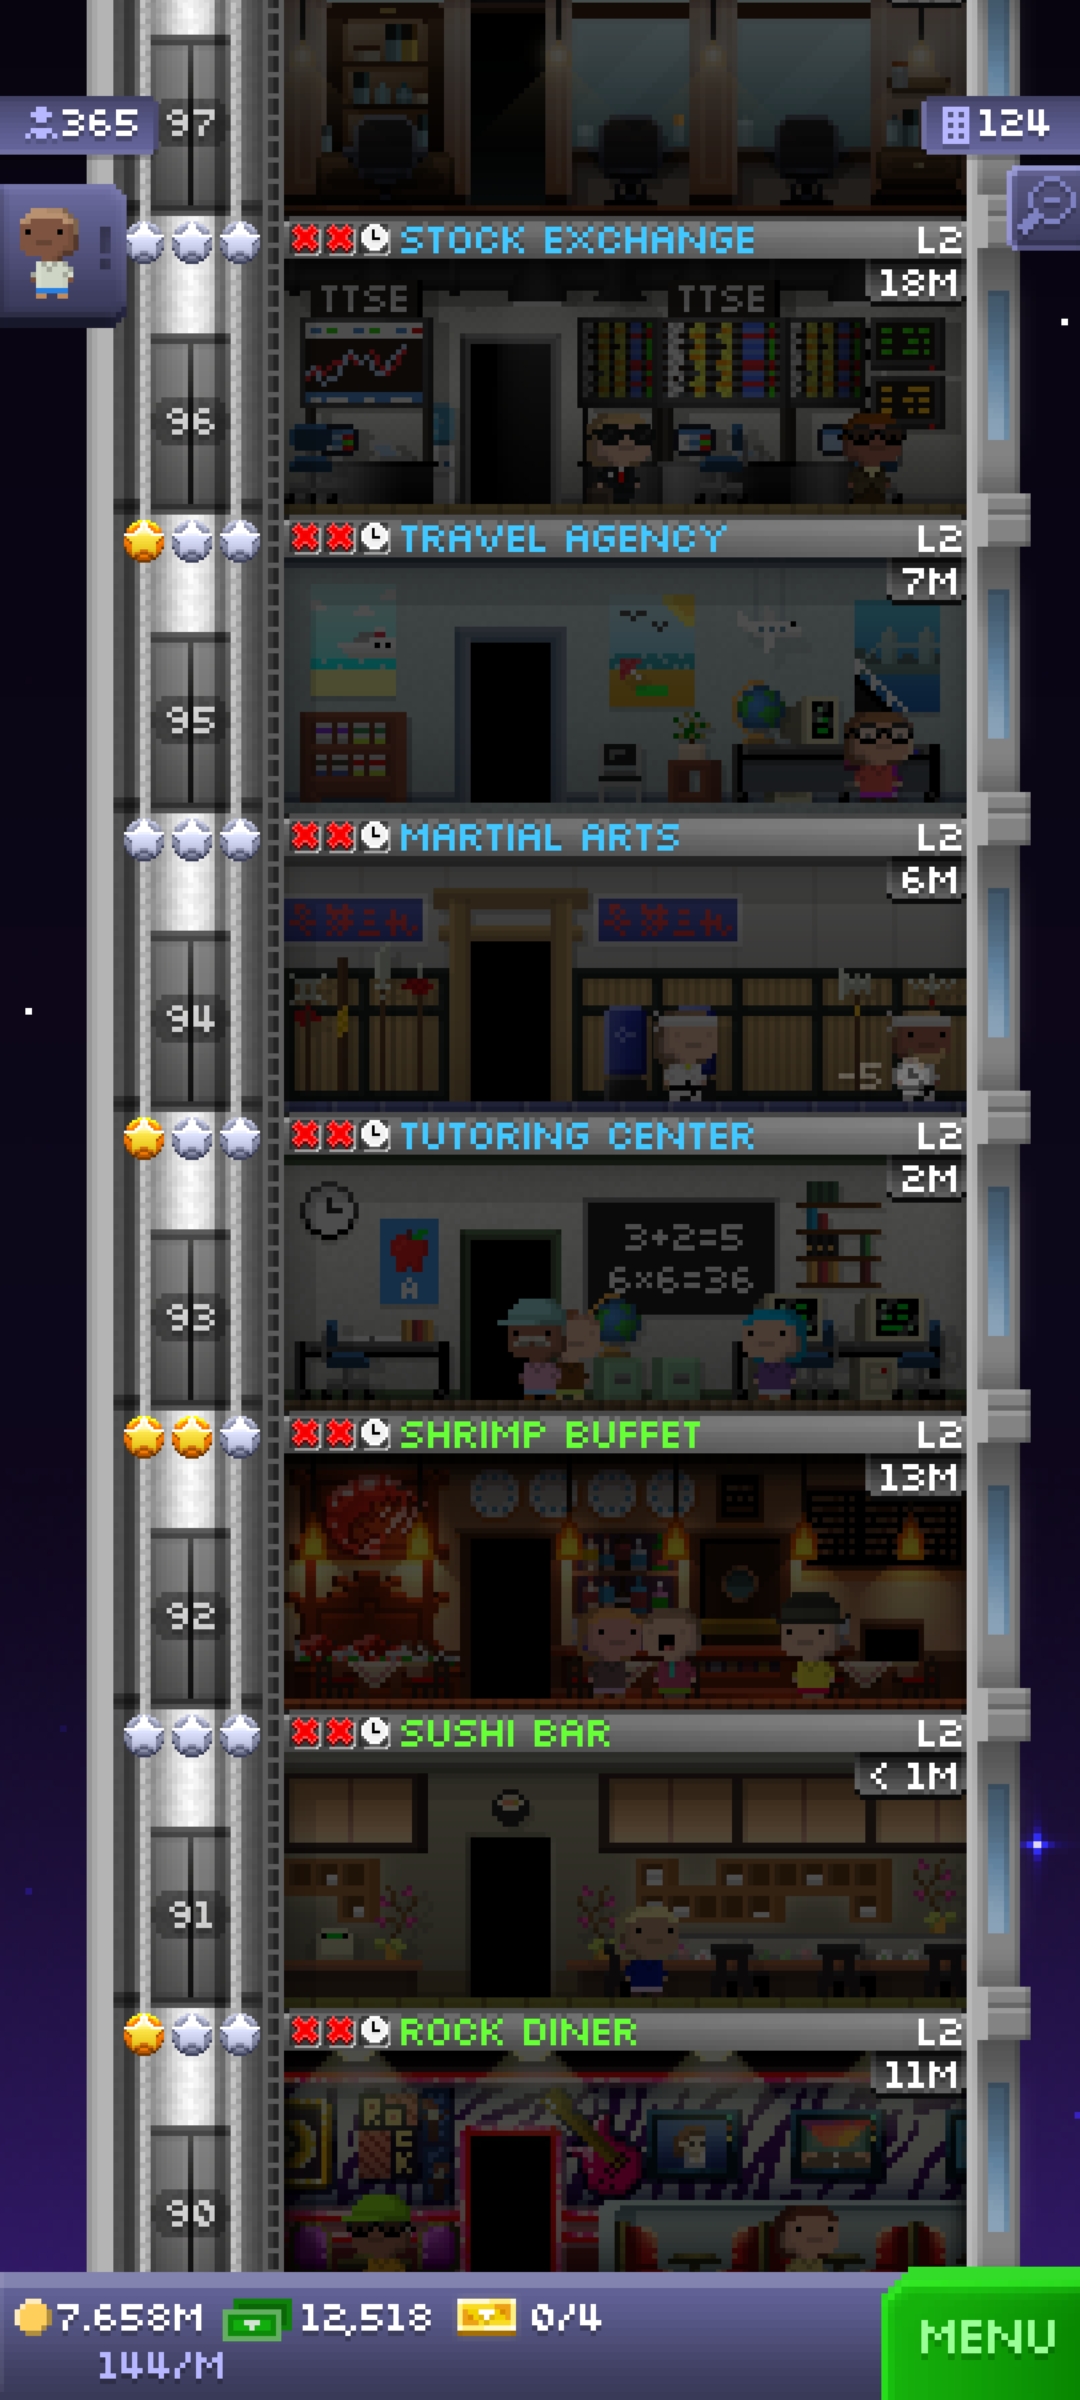 365
97
124
STOCK EXCHANGE L2
18M
TTSE TTSE
96
TRAVEL AGENCY L2
7M
95
MARTIAL ARTS L2
6M
94
-5
TUTORING CENTER L2
2M
3+2=5
6x6=36
A
93
SHRIMP BUFFET L2
13M
92
SUSHI BAR L2
< 1M
91
ROCK DINER L2
11M
ROCK
90
7.658M 12,518 0/4
144/M
MENU